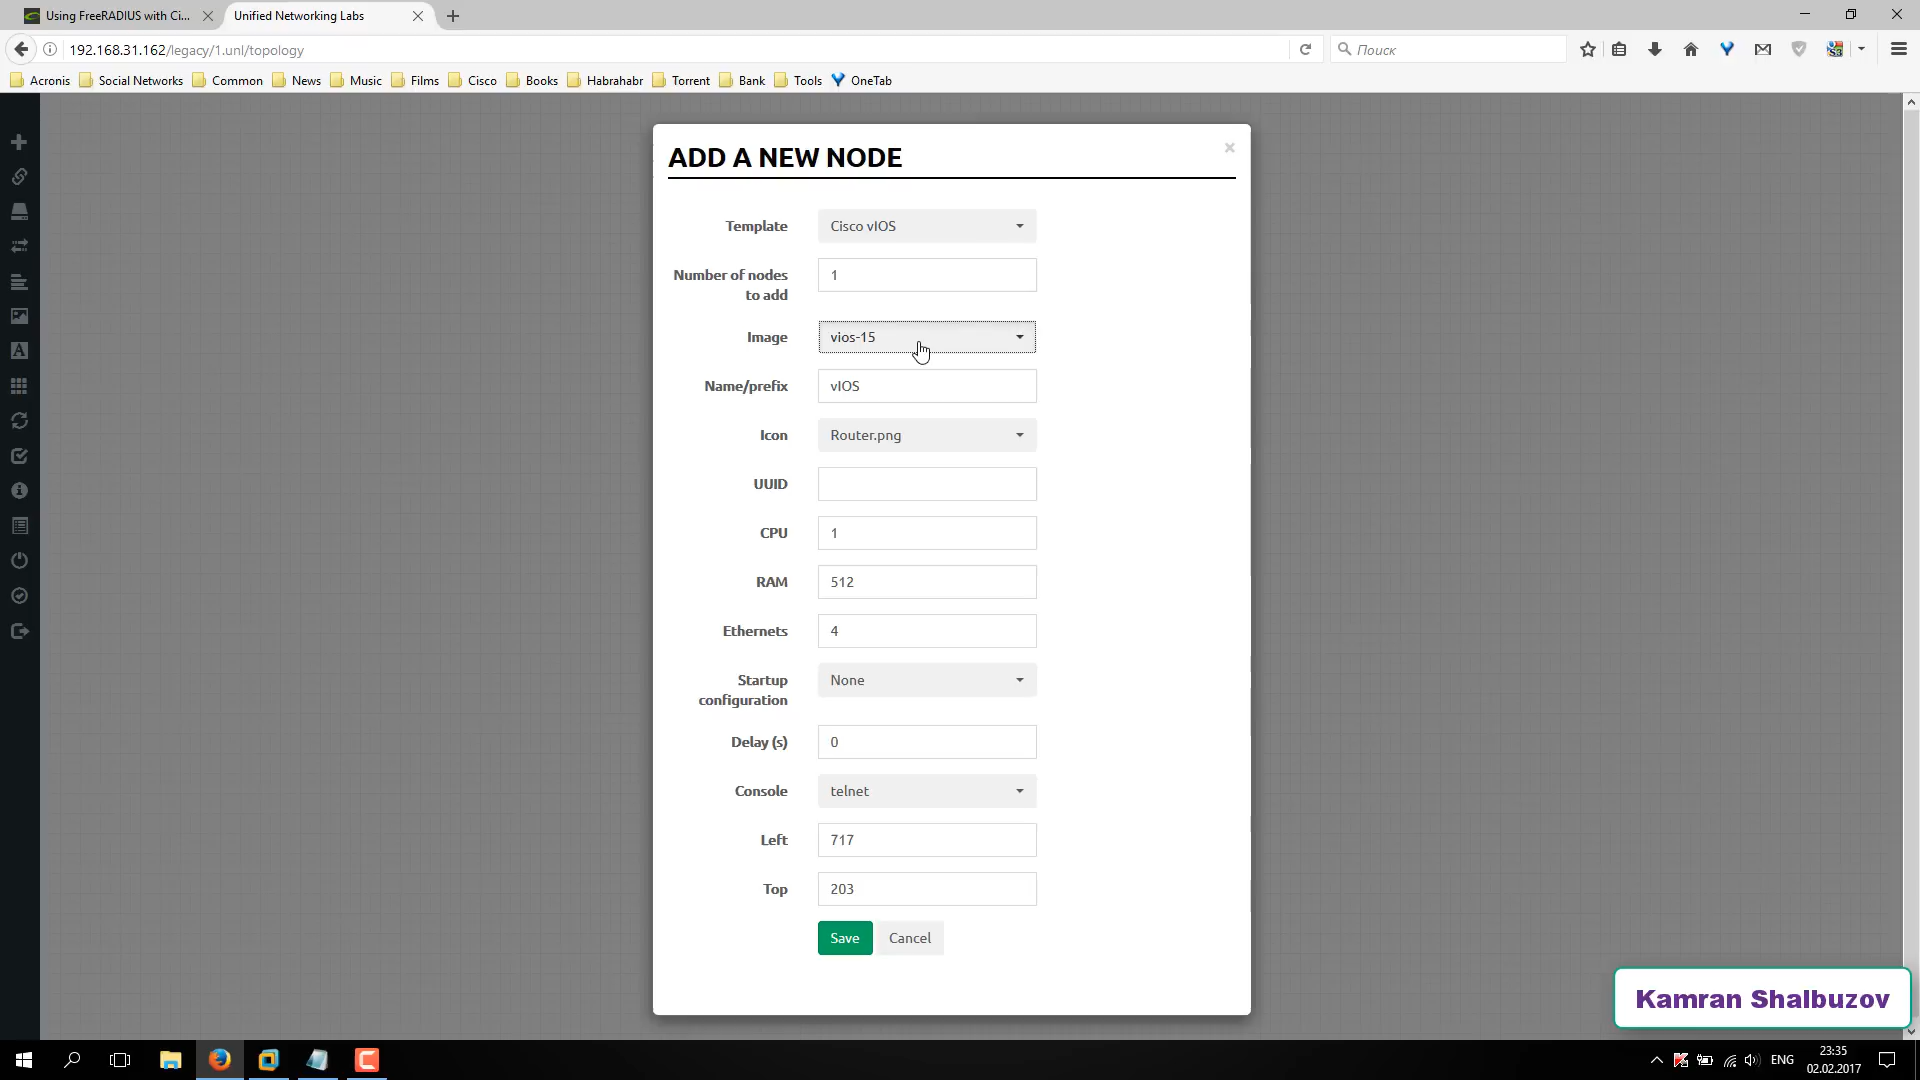 Using FreeRADIUS with Ci...
Unified Networking Labs
192.168.31.162/legacy/1.unl/topology
Поиск
Acronis
Social Networks
Common
News
Music
Films
Cisco
Books
Habrahabr
Torrent
Bank
Tools
OneTab
ADD A NEW NODE
Template
Cisco vIOS
Number of nodes
to add
1
Image
vios-15
Name/prefix
vIOS
Icon
Router.png
UUID
CPU
1
RAM
512
Ethernets
4
Startup
configuration
None
Delay (s)
0
Console
telnet
Left
717
Top
203
Save
Cancel
Kamran Shalbuzov
ENG
23:35
02.02.2017